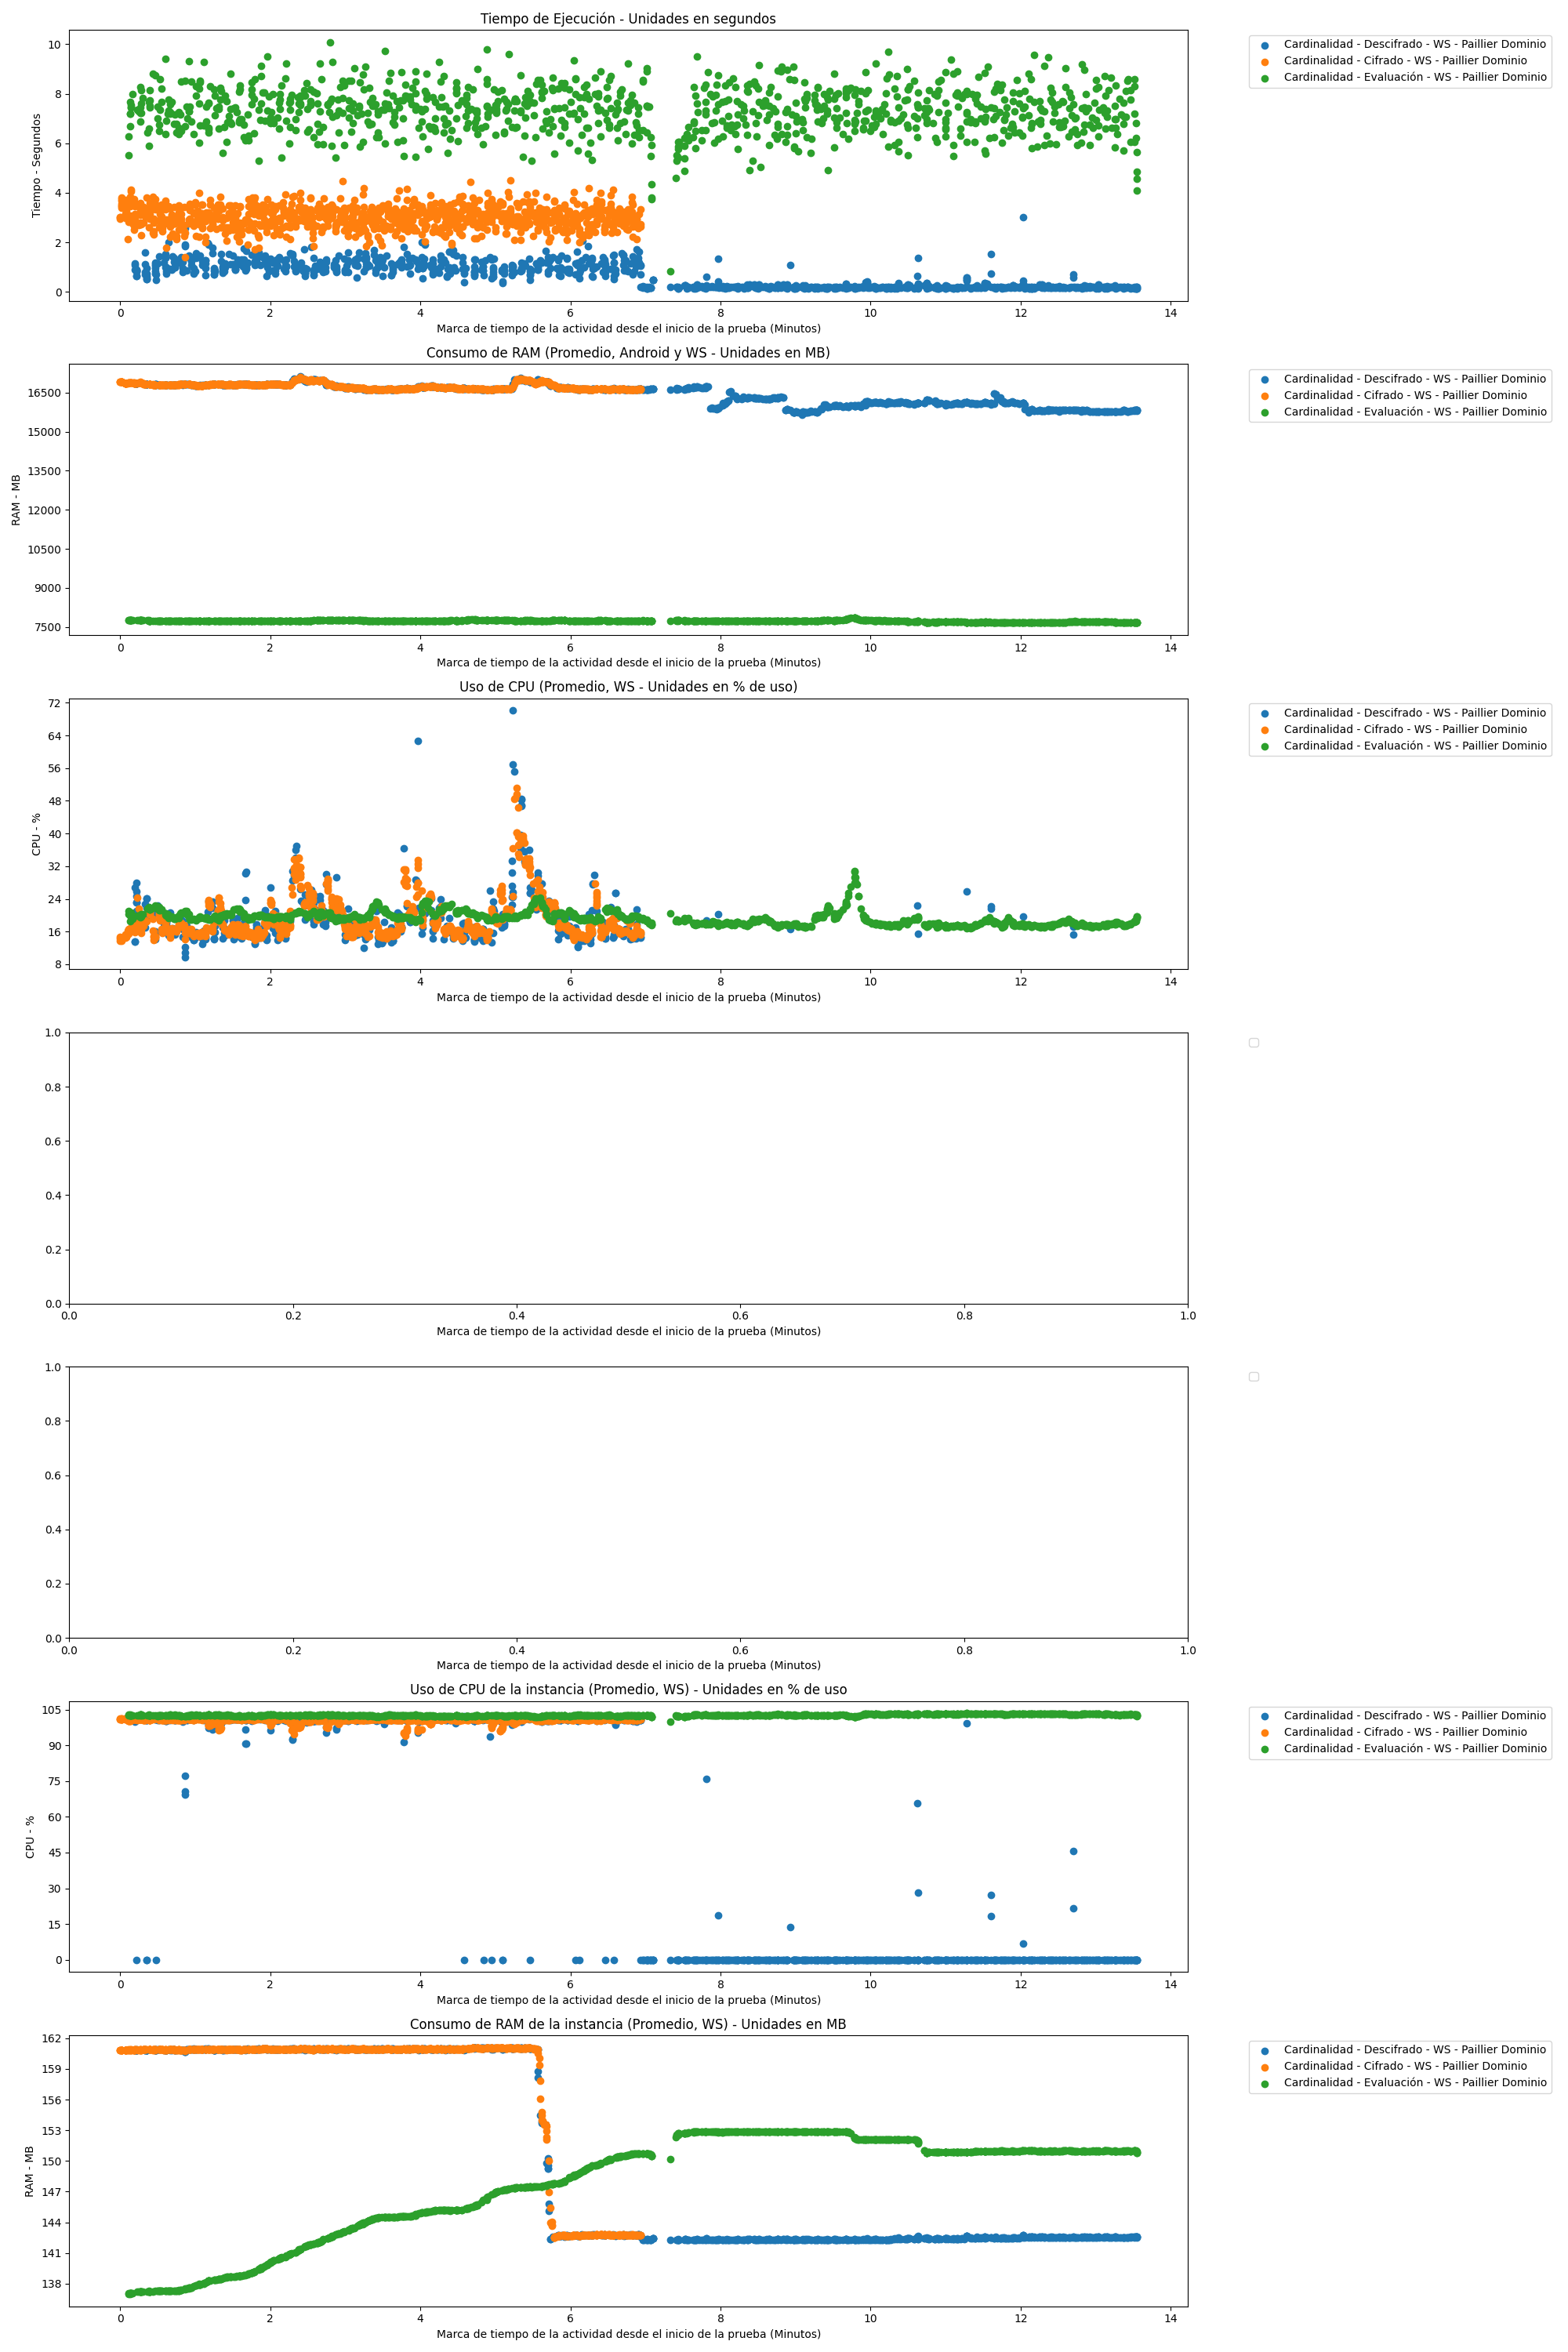 Tiempo de Ejecución - Unidades en segundos
10
8
6
4
2
0
Tiempo - Segundos
0 2 4 6 8 10 12 14
Marca de tiempo de la actividad desde el inicio de la prueba (Minutos)
Cardinalidad - Descifrado - WS - Paillier Dominio
Cardinalidad - Cifrado - WS - Paillier Dominio
Cardinalidad - Evaluación - WS - Paillier Dominio
Consumo de RAM (Promedio, Android y WS - Unidades en MB)
16500
15000
13500
12000
10500
9000
7500
RAM - MB
0 2 4 6 8 10 12 14
Marca de tiempo de la actividad desde el inicio de la prueba (Minutos)
Cardinalidad - Descifrado - WS - Paillier Dominio
Cardinalidad - Cifrado - WS - Paillier Dominio
Cardinalidad - Evaluación - WS - Paillier Dominio
Uso de CPU (Promedio, WS - Unidades en % de uso)
72
64
56
48
40
32
24
16
8
CPU - %
0 2 4 6 8 10 12 14
Marca de tiempo de la actividad desde el inicio de la prueba (Minutos)
Cardinalidad - Descifrado - WS - Paillier Dominio
Cardinalidad - Cifrado - WS - Paillier Dominio
Cardinalidad - Evaluación - WS - Paillier Dominio
1.0
0.8
0.6
0.4
0.2
0.0
0.0 0.2 0.4 0.6 0.8 1.0
Marca de tiempo de la actividad desde el inicio de la prueba (Minutos)
1.0
0.8
0.6
0.4
0.2
0.0
0.0 0.2 0.4 0.6 0.8 1.0
Marca de tiempo de la actividad desde el inicio de la prueba (Minutos)
Uso de CPU de la instancia (Promedio, WS) - Unidades en % de uso
105
90
75
60
45
30
15
0
CPU - %
0 2 4 6 8 10 12 14
Marca de tiempo de la actividad desde el inicio de la prueba (Minutos)
Cardinalidad - Descifrado - WS - Paillier Dominio
Cardinalidad - Cifrado - WS - Paillier Dominio
Cardinalidad - Evaluación - WS - Paillier Dominio
Consumo de RAM de la instancia (Promedio, WS) - Unidades en MB
162
159
156
153
150
147
144
141
138
RAM - MB
0 2 4 6 8 10 12 14
Marca de tiempo de la actividad desde el inicio de la prueba (Minutos)
Cardinalidad - Descifrado - WS - Paillier Dominio
Cardinalidad - Cifrado - WS - Paillier Dominio
Cardinalidad - Evaluación - WS - Paillier Dominio